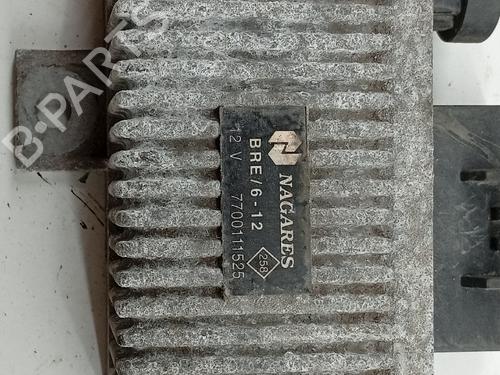 NAGARES
BRE/6-12
12 V
7700111525
258
B-PARTS